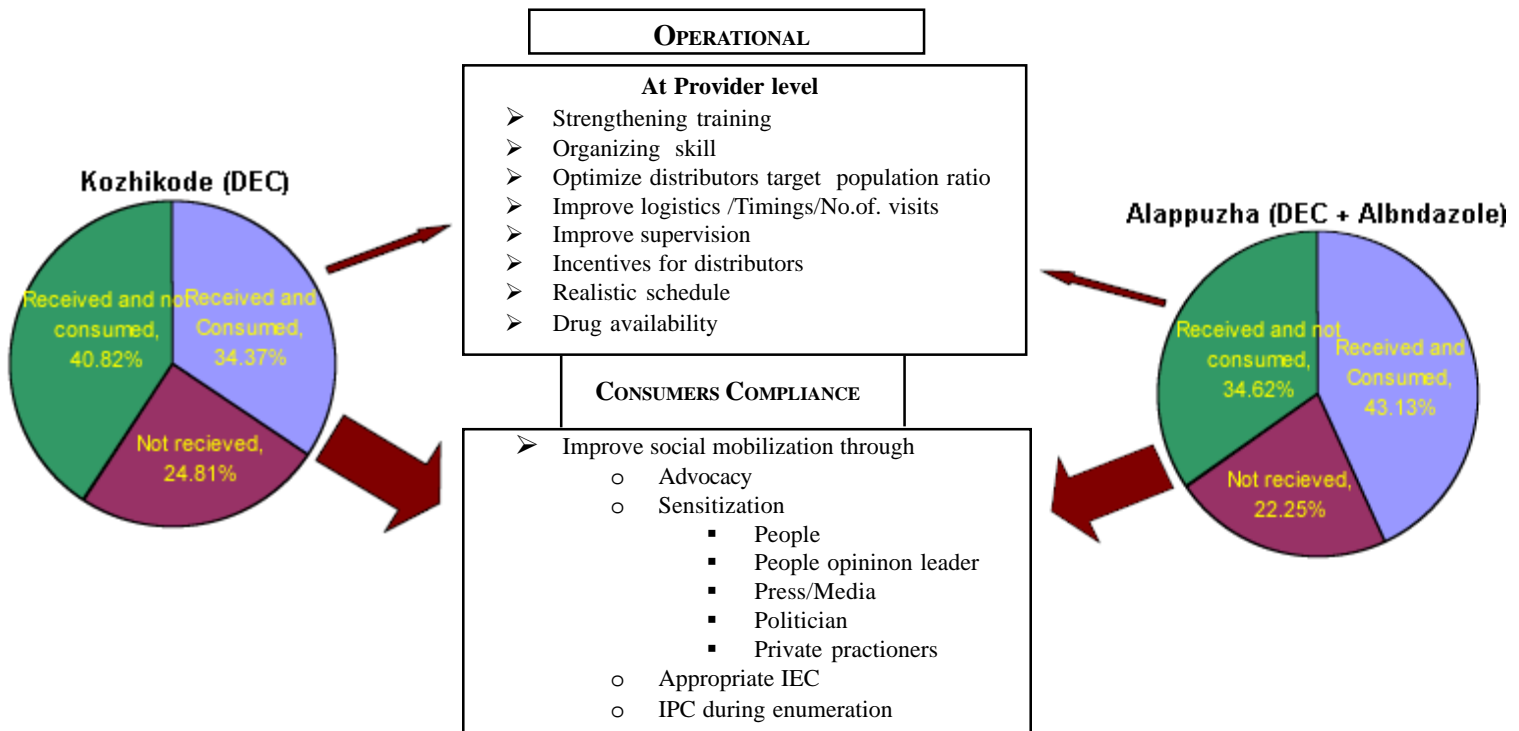 OPERATIONAL
At Provider level
➢ Strengthening training
➢ Organizing skill
➢ Optimize distributors target population ratio
➢ Improve logistics /Timings/No.of. visits
➢ Improve supervision
➢ Incentives for distributors
➢ Realistic schedule
➢ Drug availability
CONSUMERS COMPLIANCE
➢ Improve social mobilization through
o Advocacy
o Sensitization
▪ People
▪ People opininon leader
▪ Press/Media
▪ Politician
▪ Private practioners
o Appropriate IEC
o IPC during enumeration
Kozhikode (DEC)
Received and not
consumed,
40.82%
Received and
Consumed,
34.37%
Not recieved,
24.81%
Alappuzha (DEC + Albndazole)
Received and not
consumed,
34.62%
Received and
Consumed,
43.13%
Not recieved,
22.25%